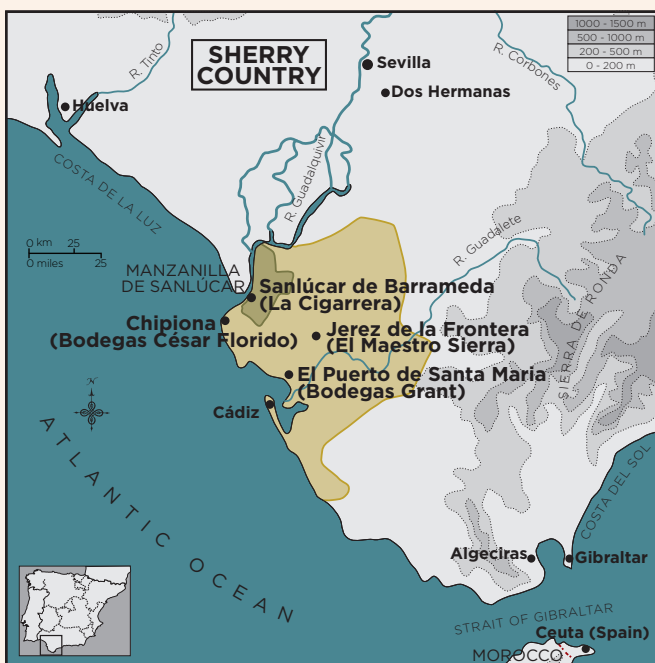 1000 - 1500 m
500 - 1000 m
200 - 500 m
0 - 200 m
SHERRY
COUNTRY
R. Tinto
R. Corbones
Sevilla
Dos Hermanas
Huelva
COSTA DE LA LUZ
R. Guadalquivir
R. Guadalete
0 km 25
0 miles 25
MANZANILLA
DE SANLÚCAR
Sanlúcar de Barrameda
(La Cigarrera)
Chipiona
(Bodegas César Florido)
Jerez de la Frontera
(El Maestro Sierra)
SIERRA DE RONDA
El Puerto de Santa Maria
(Bodegas Grant)
N
Cádiz
ATLANTIC OCEAN
COSTA DEL SOL
Algeciras
Gibraltar
STRAIT OF GIBRALTAR
Ceuta (Spain)
MOROCCO